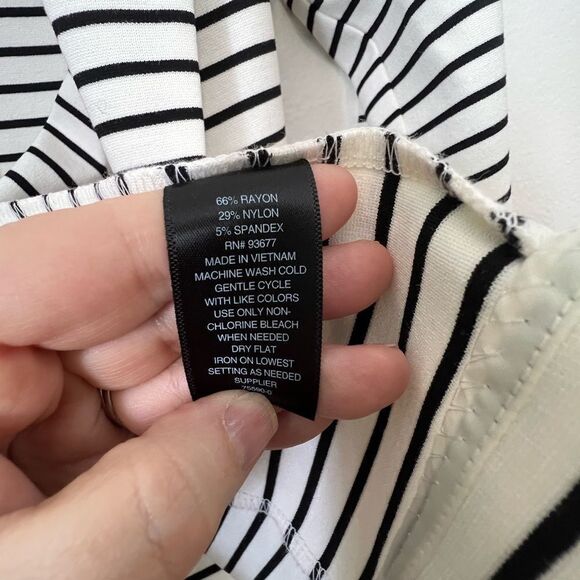 66% RAYON
29% NYLON
5% SPANDEX
RN# 93677
MADE IN VIETNAM
MACHINE WASH COLD
GENTLE CYCLE
WITH LIKE COLORS
USE ONLY NON-
CHLORINE BLEACH
WHEN NEEDED
DRY FLAT
IRON ON LOWEST
SETTING AS NEEDED
SUPPLIER